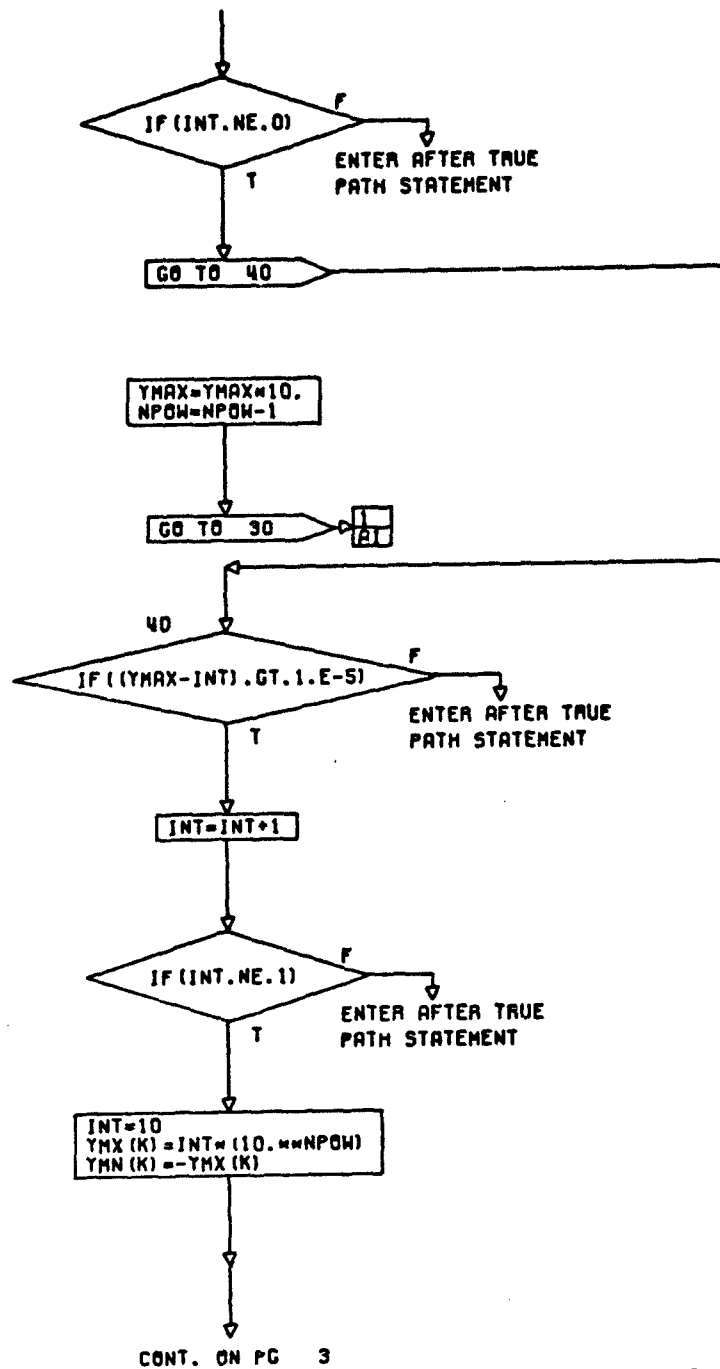 IF(INT.NE.0)
F
ENTER AFTER TRUE
PATH STATEMENT
T
GO TO 40
YMAX=YMAX*10.
NPOW=NPOW-1
GO TO 30
1
A1
40
IF((YMAX-INT).GT.1.E-5)
F
ENTER AFTER TRUE
PATH STATEMENT
T
INT=INT+1
IF(INT.NE.1)
F
ENTER AFTER TRUE
PATH STATEMENT
T
INT=10
YMX(K)=INT*(10.**NPOW)
YMN(K)=-YMX(K)
CONT. ON PG 3